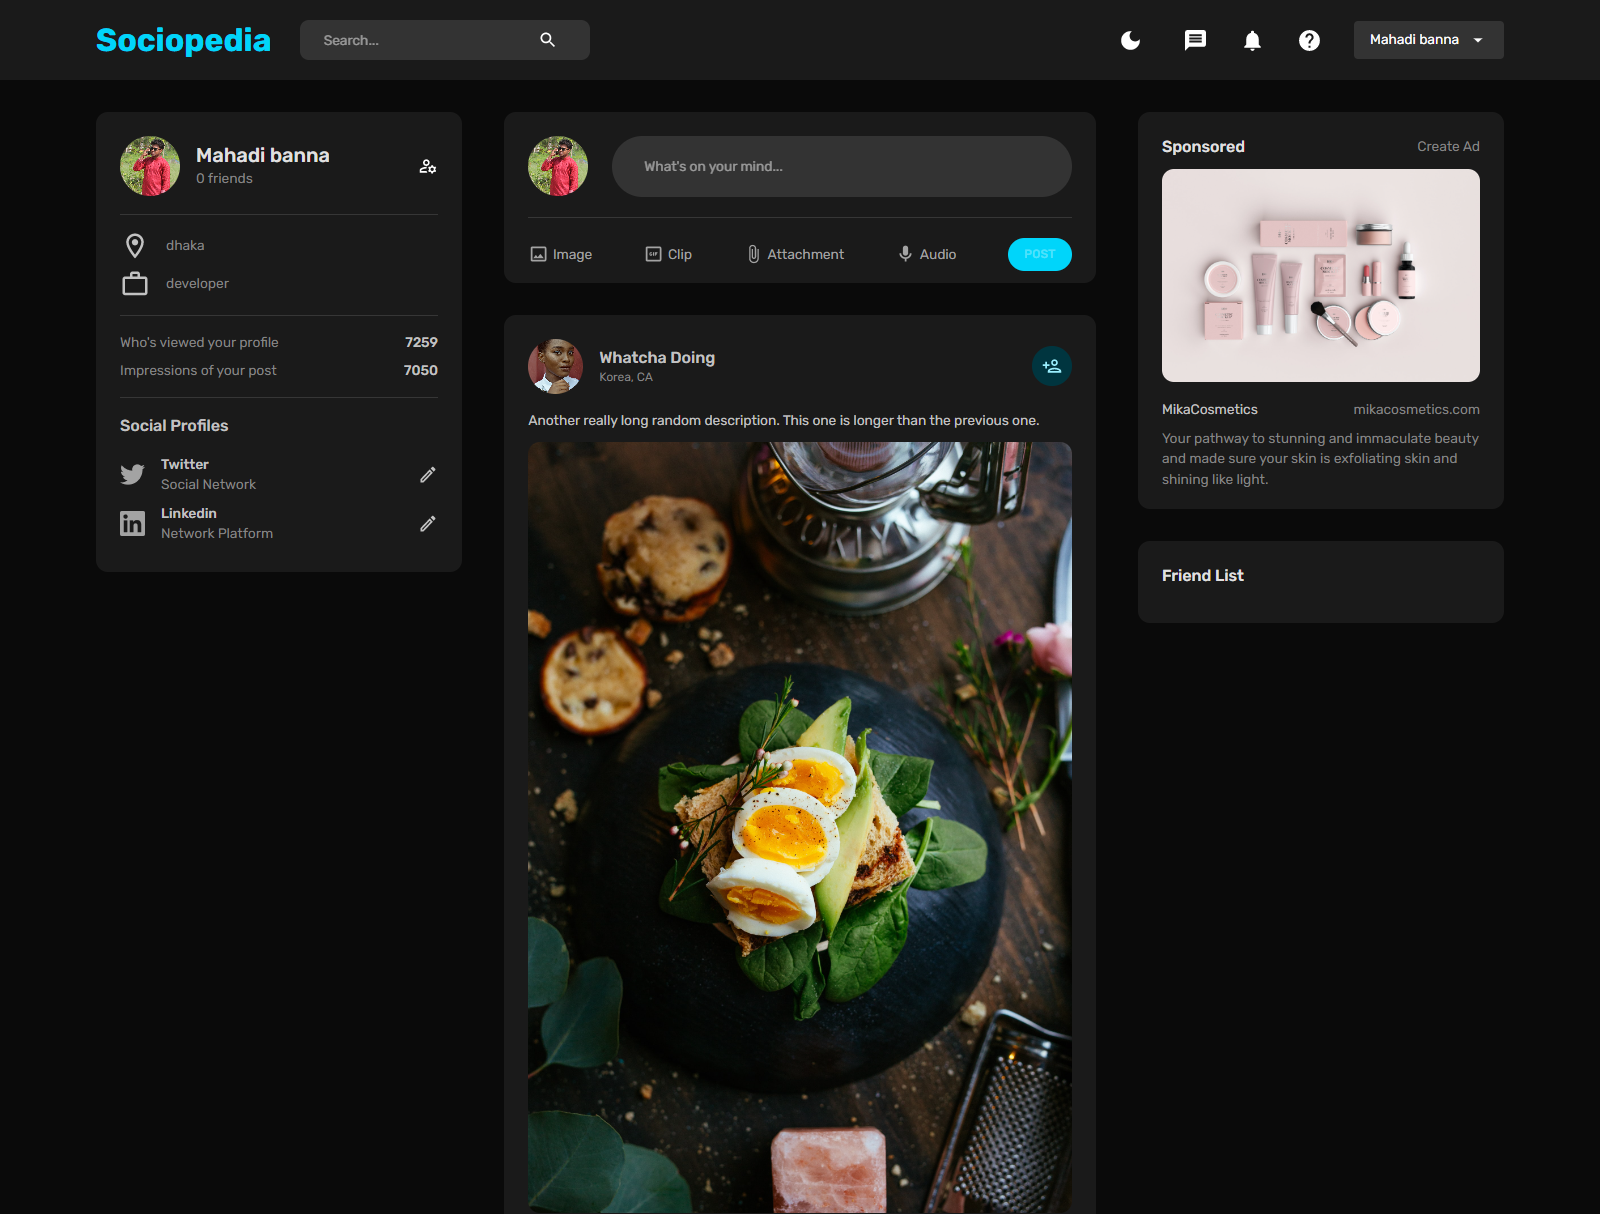 Sociopedia
Search...
Mahadi banna
Mahadi banna
0 friends
dhaka
developer
Who's viewed your profile 7259
Impressions of your post 7050
Social Profiles
Twitter
Social Network
Linkedin
Network Platform
What's on your mind...
Image Clip Attachment Audio POST
Whatcha Doing
Korea, CA
Another really long random description. This one is longer than the previous one.
Sponsored Create Ad
MikaCosmetics mikacosmetics.com
Your pathway to stunning and immaculate beauty
and made sure your skin is exfoliating skin and
shining like light.
Friend List